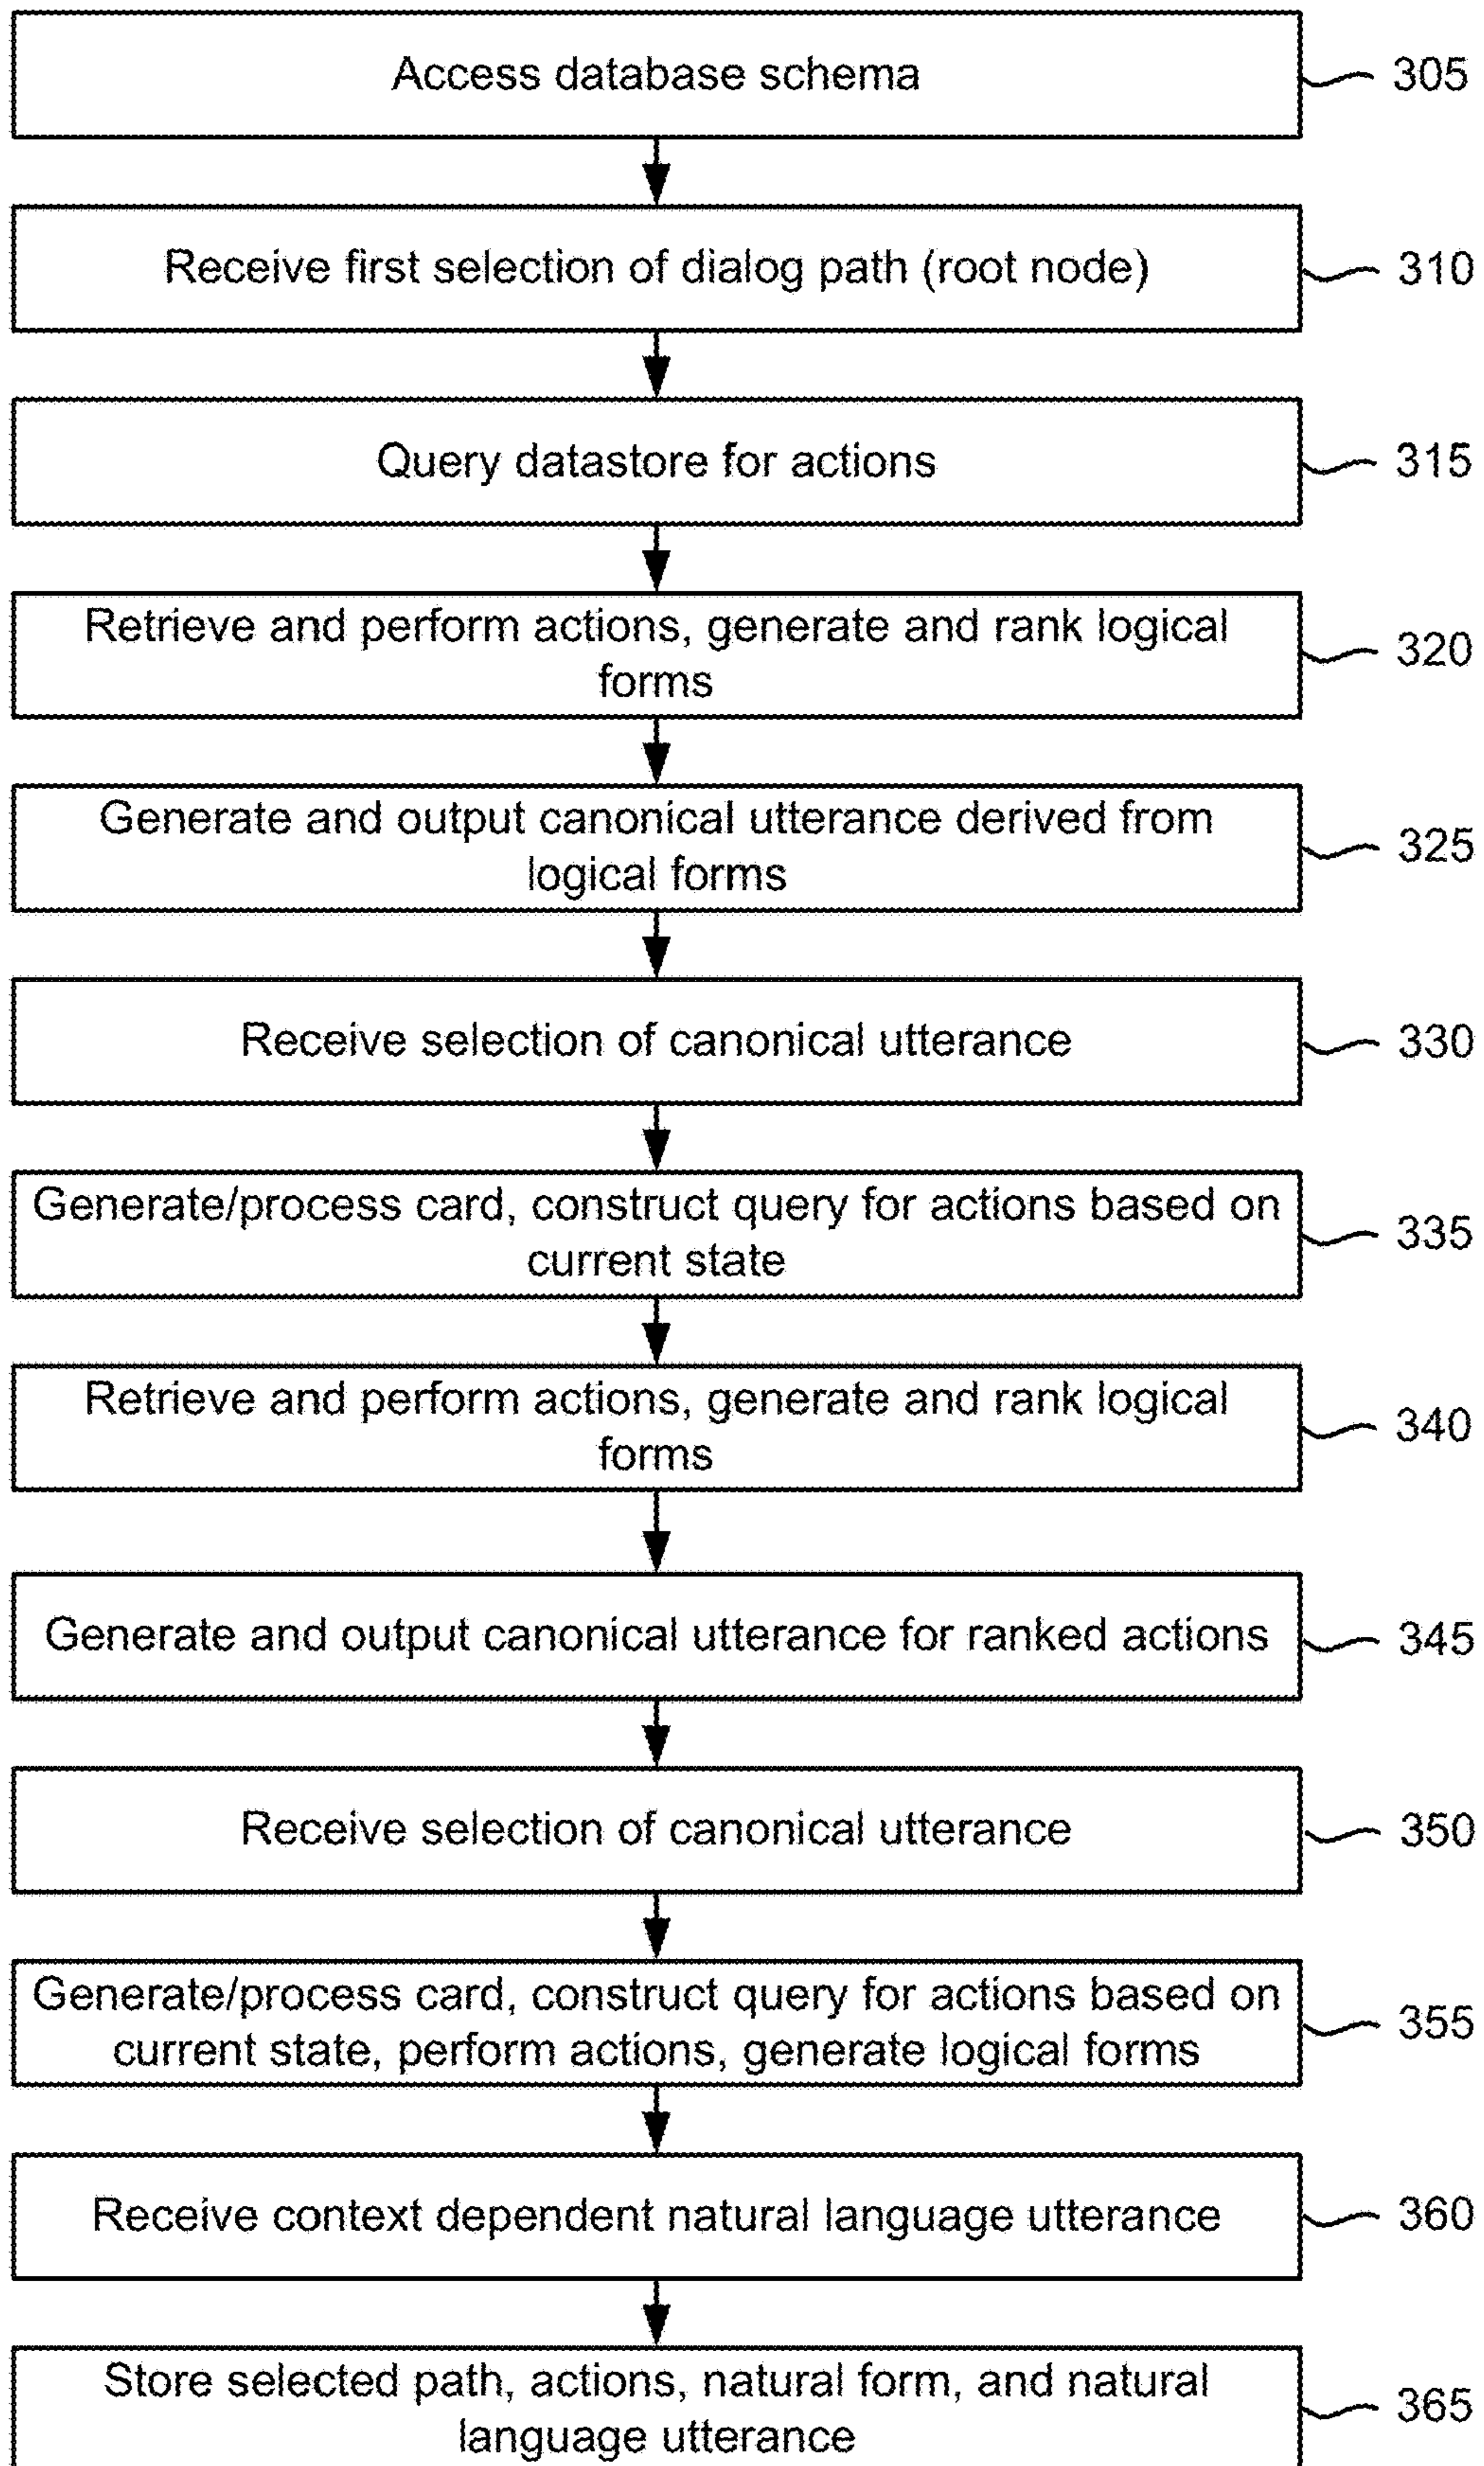 Access database schema
305
Receive first selection of dialog path (root node)
310
Query datastore for actions
315
Retrieve and perform actions, generate and rank logical
forms
320
Generate and output canonical utterance derived from
logical forms
325
Receive selection of canonical utterance
330
Generate/process card, construct query for actions based on
current state
335
Retrieve and perform actions, generate and rank logical
forms
340
Generate and output canonical utterance for ranked actions
345
Receive selection of canonical utterance
350
Generate/process card, construct query for actions based on
current state, perform actions, generate logical forms
355
Receive context dependent natural language utterance
360
Store selected path, actions, natural form, and natural
language utterance
365